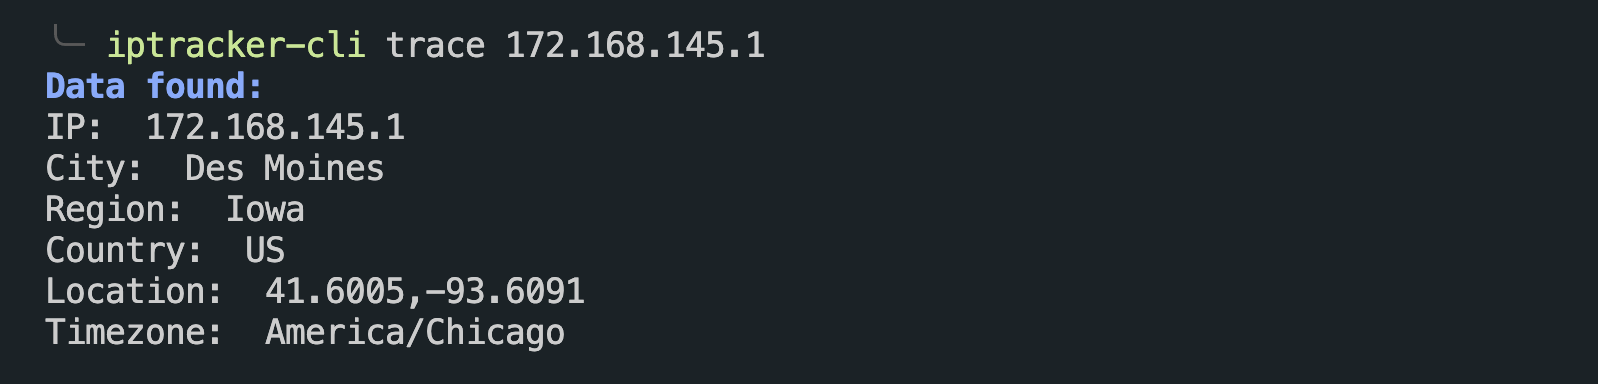 ╰─ iptracker-cli trace 172.168.145.1
Data found:
IP:  172.168.145.1
City:  Des Moines
Region:  Iowa
Country:  US
Location:  41.6005,-93.6091
Timezone:  America/Chicago